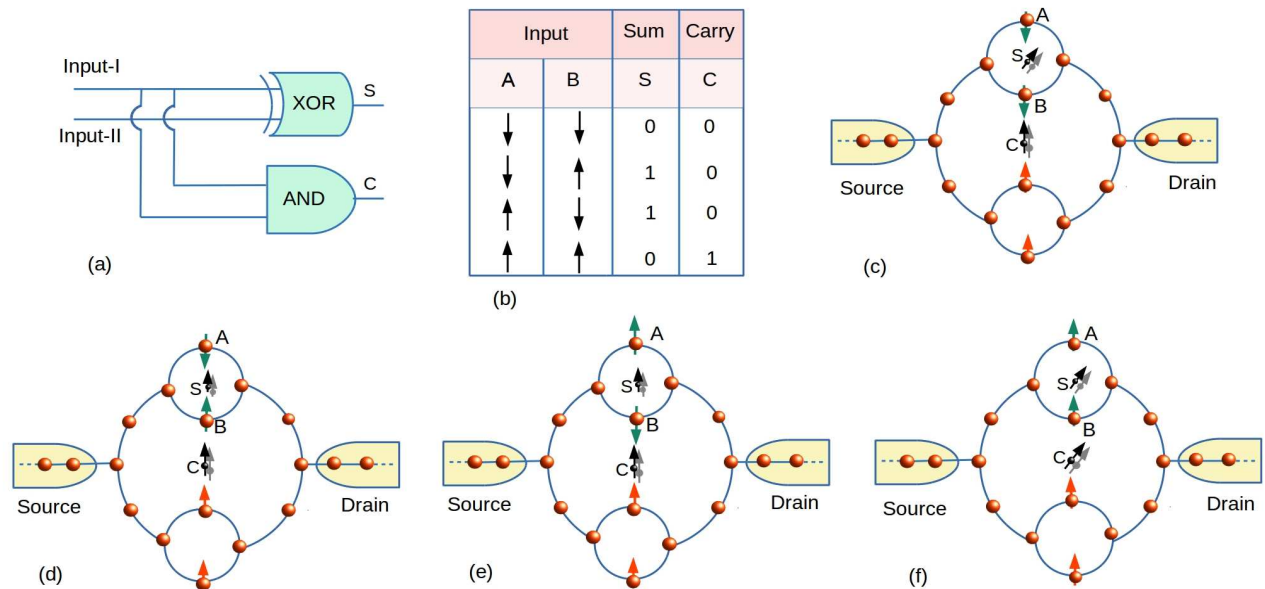 Input-I
Input-II
XOR
S
AND
C
(a)
Input Sum Carry
A B S C
0 0
1 0
1 0
0 1
(b)
A
S
B
C
Source
Drain
(c)
A
S
B
C
Source
Drain
(d)
A
S
B
C
Source
Drain
(e)
A
S
B
C
Source
Drain
(f)